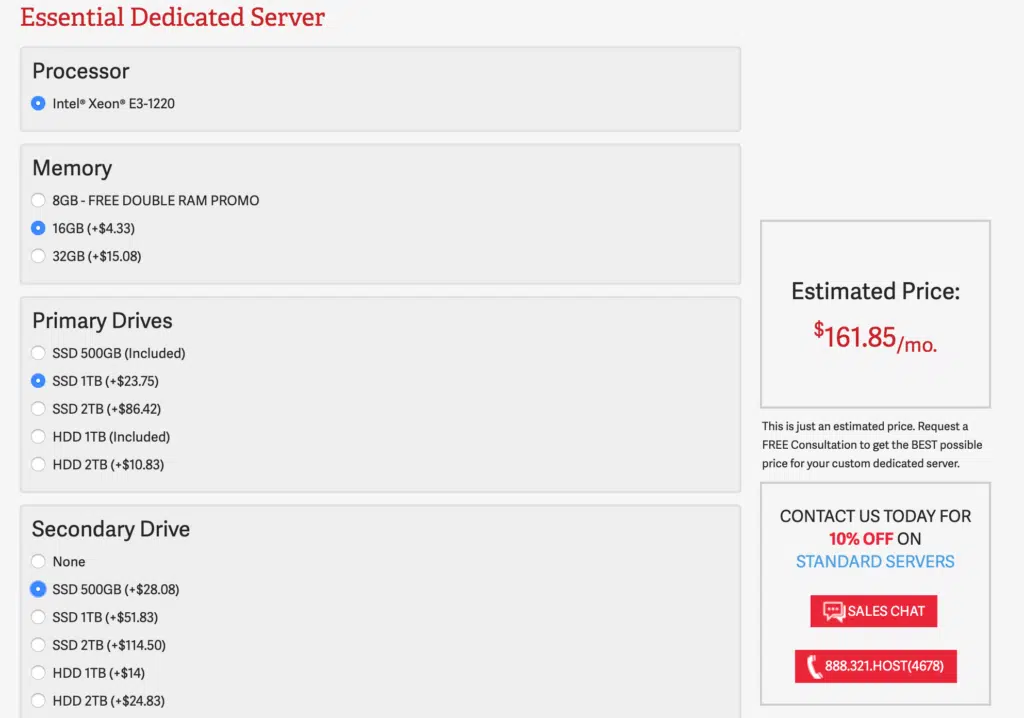 Essential Dedicated Server
Processor
Intel® Xeon® E3-1220
Memory
8GB - FREE DOUBLE RAM PROMO
16GB (+$4.33)
32GB (+$15.08)
Primary Drives
SSD 500GB (Included)
SSD 1TB (+$23.75)
SSD 2TB (+$86.42)
HDD 1TB (Included)
HDD 2TB (+$10.83)
Secondary Drive
None
SSD 500GB (+$28.08)
SSD 1TB (+$51.83)
SSD 2TB (+$114.50)
HDD 1TB (+$14)
HDD 2TB (+$24.83)
Estimated Price:
$161.85/mo.
This is just an estimated price. Request a
FREE Consultation to get the BEST possible
price for your custom dedicated server.
CONTACT US TODAY FOR
10% OFF ON
STANDARD SERVERS
SALES CHAT
888.321.HOST(4678)